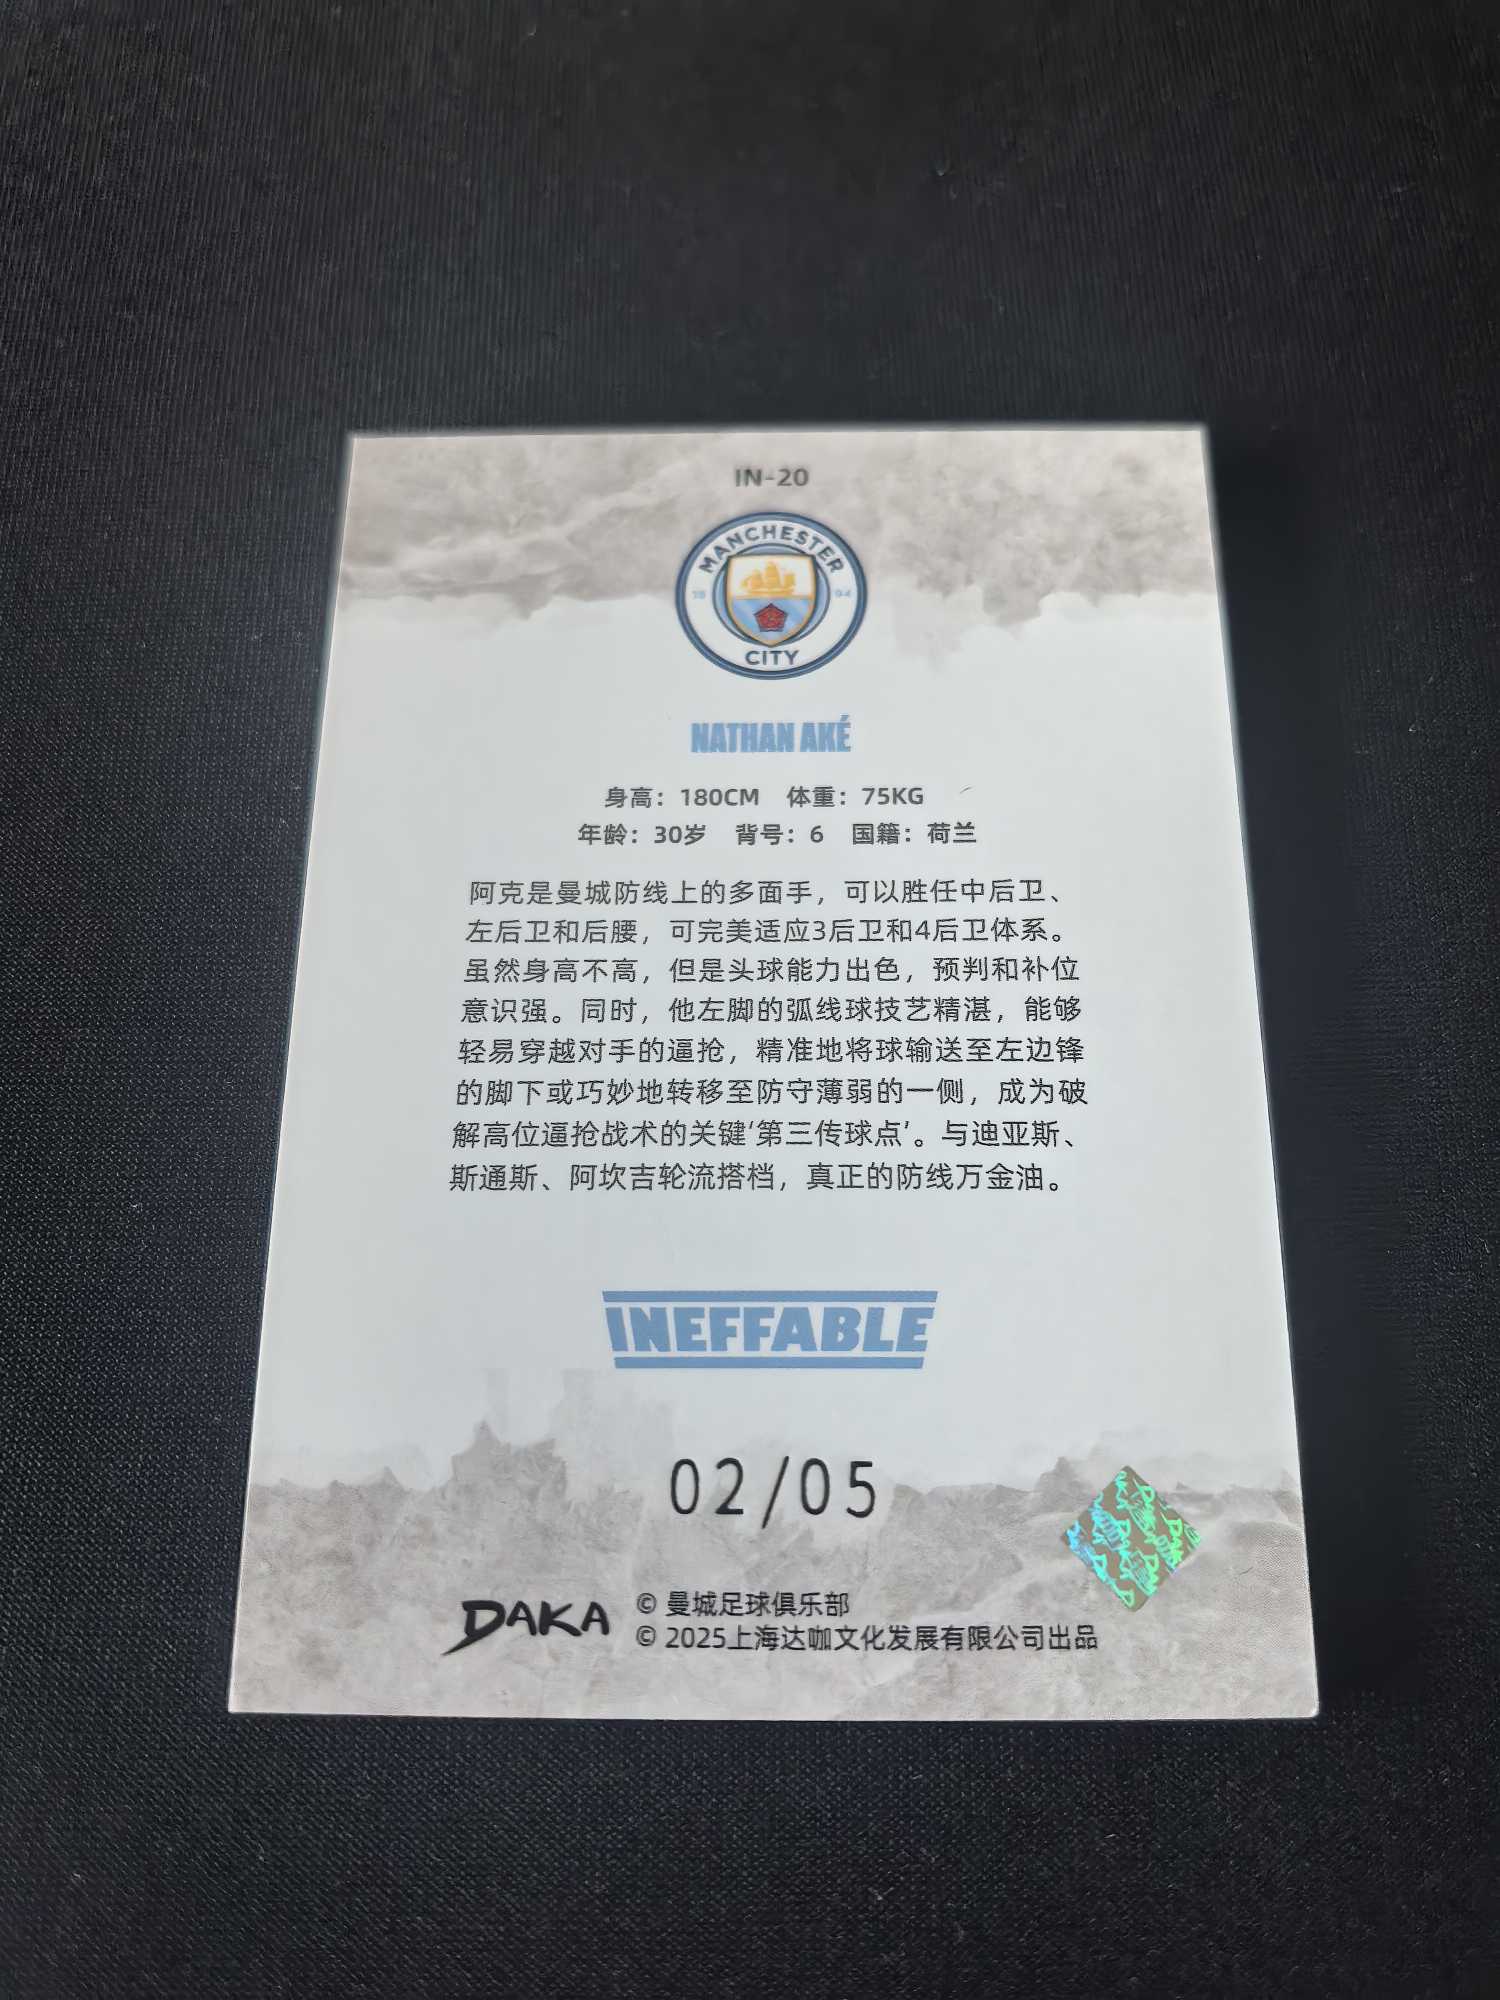 IN-20
MANCHESTER
18 94
CITY
NATHAN AKÉ
身高：180CM 体重：75KG
年龄：30岁 背号：6 国籍：荷兰
阿克是曼城防线上的多面手，可以胜任中后卫、
左后卫和后腰，可完美适应3后卫和4后卫体系。
虽然身高不高，但是头球能力出色，预判和补位
意识强。同时，他左脚的弧线球技艺精湛，能够
轻易穿越对手的逼抢，精准地将球输送至左边锋
的脚下或巧妙地转移至防守薄弱的一侧，成为破
解高位逼抢战术的关键‘第三传球点’。与迪亚斯、
斯通斯、阿坎吉轮流搭档，真正的防线万金油。
INEFFABLE
02/05
DAKA
© 曼城足球俱乐部
© 2025上海达咖文化发展有限公司出品